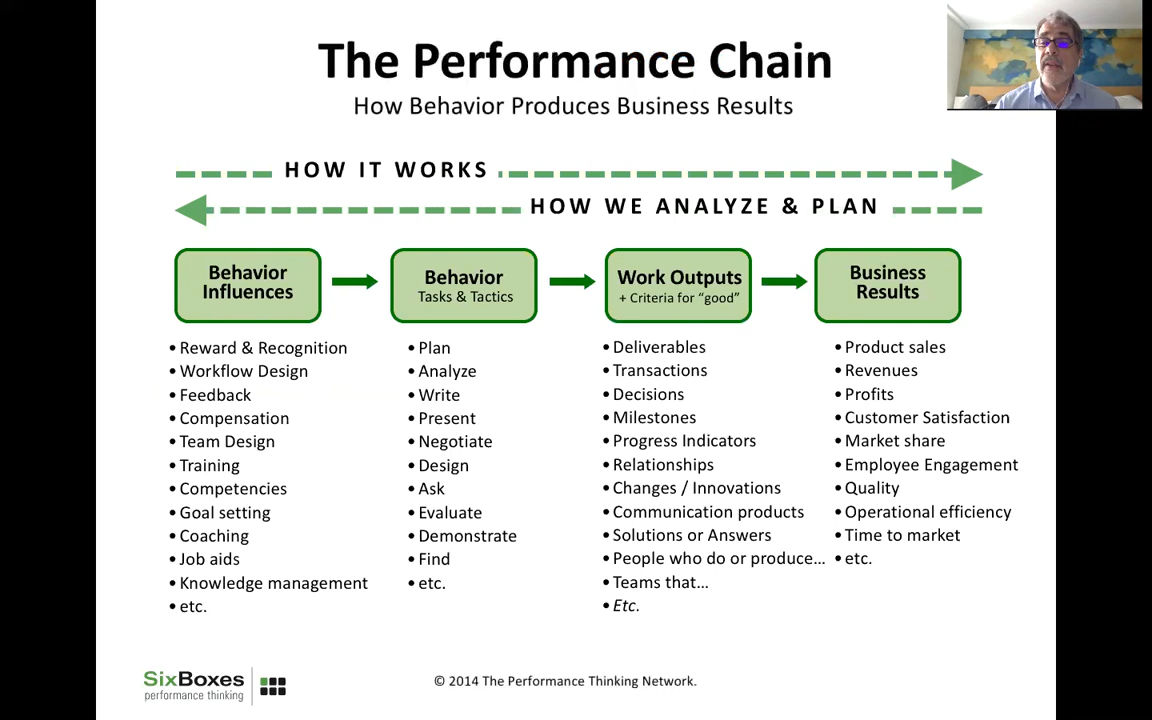 The Performance Chain
How Behavior Produces Business Results
HOW IT WORKS
HOW WE ANALYZE & PLAN
Behavior
Influences
• Reward & Recognition
• Workflow Design
• Feedback
• Compensation
• Team Design
• Training
• Competencies
• Goal setting
• Coaching
• Job aids
• Knowledge management
• etc.
Behavior
Tasks & Tactics
• Plan
• Analyze
• Write
• Present
• Negotiate
• Design
• Ask
• Evaluate
• Demonstrate
• Find
• etc.
Work Outputs
+ Criteria for “good”
• Deliverables
• Transactions
• Decisions
• Milestones
• Progress Indicators
• Relationships
• Changes / Innovations
• Communication products
• Solutions or Answers
• People who do or produce…
• Teams that…
• Etc.
Business
Results
• Product sales
• Revenues
• Profits
• Customer Satisfaction
• Market share
• Employee Engagement
• Quality
• Operational efficiency
• Time to market
• etc.
SixBoxes
performance thinking
© 2014 The Performance Thinking Network.